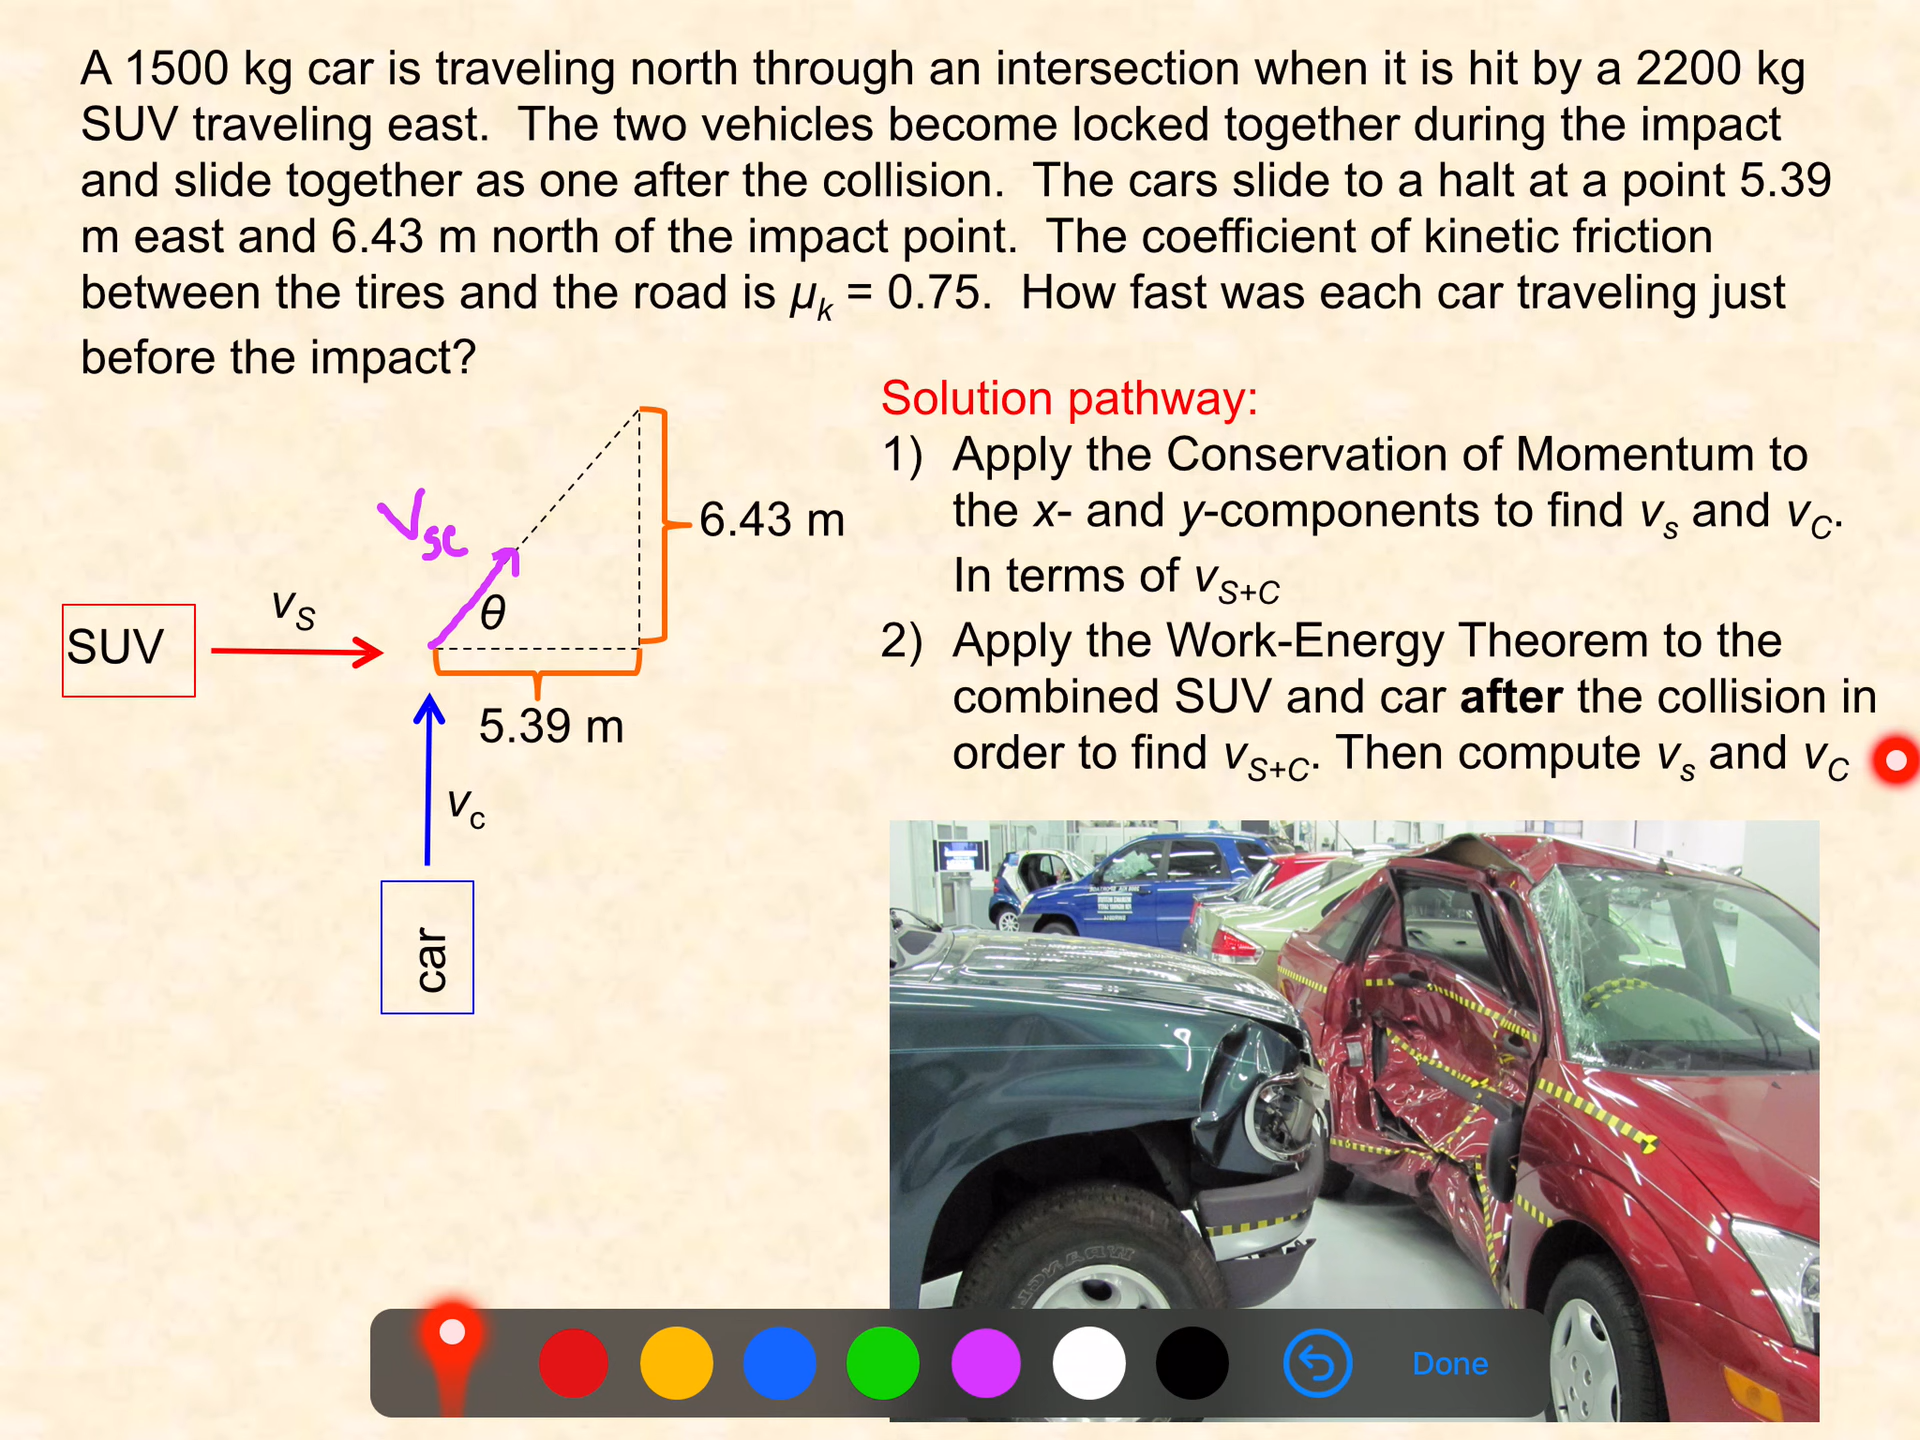 A 1500 kg car is traveling north through an intersection when it is hit by a 2200 kg
SUV traveling east.  The two vehicles become locked together during the impact
and slide together as one after the collision.  The cars slide to a halt at a point 5.39
m east and 6.43 m north of the impact point.  The coefficient of kinetic friction
between the tires and the road is μk = 0.75.  How fast was each car traveling just
before the impact?
Solution pathway:
1) Apply the Conservation of Momentum to
the x- and y-components to find vs and vC.
In terms of vS+C
2) Apply the Work-Energy Theorem to the
combined SUV and car after the collision in
order to find vS+C. Then compute vs and vC
6.43 m
Vsc
θ
vS
SUV
5.39 m
vc
car
Done